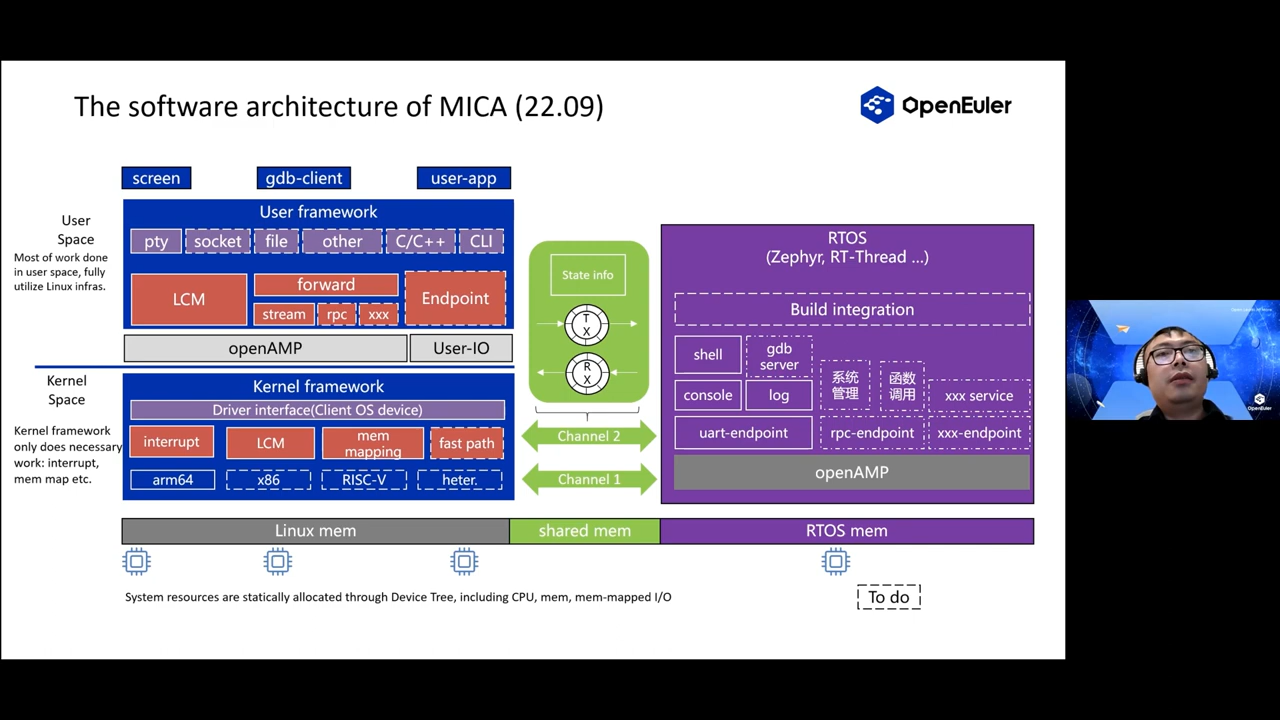 The software architecture of MICA (22.09)
OpenEuler
screen
gdb-client
user-app
User
Space
Most of work done
in user space, fully
utilize Linux infras.
User framework
pty
socket
file
other
C/C++
CLI
LCM
forward
stream
rpc
xxx
Endpoint
openAMP
User-IO
Kernel
Space
Kernel framework
only does necessary
work: interrupt,
mem map etc.
Kernel framework
Driver interface(Client OS device)
interrupt
LCM
mem
mapping
fast path
arm64
x86
RISC-V
heter.
State info
T
X
R
X
Channel 2
Channel 1
RTOS
(Zephyr, RT-Thread ...)
Build integration
shell
gdb
server
console
log
系统
管理
函数
调用
xxx service
uart-endpoint
rpc-endpoint
xxx-endpoint
openAMP
Linux mem
shared mem
RTOS mem
System resources are statically allocated through Device Tree, including CPU, mem, mem-mapped I/O
To do
OpenEuler